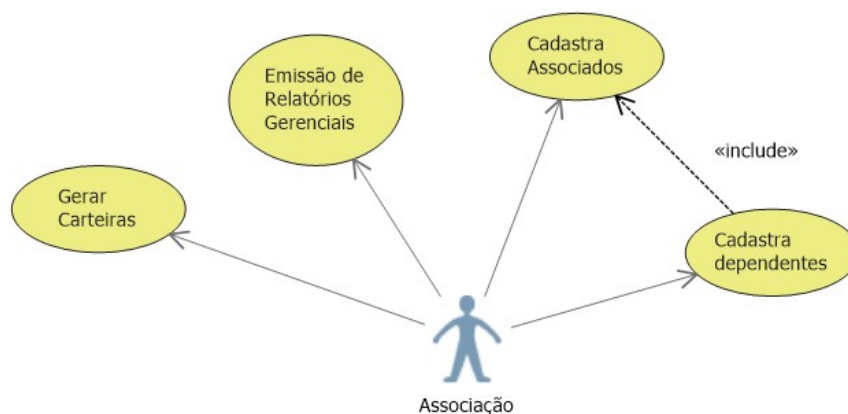 Cadastra
Associados
Emissão de
Relatórios
Gerenciais
«include»
Gerar
Carteiras
Cadastra
dependentes
Associação